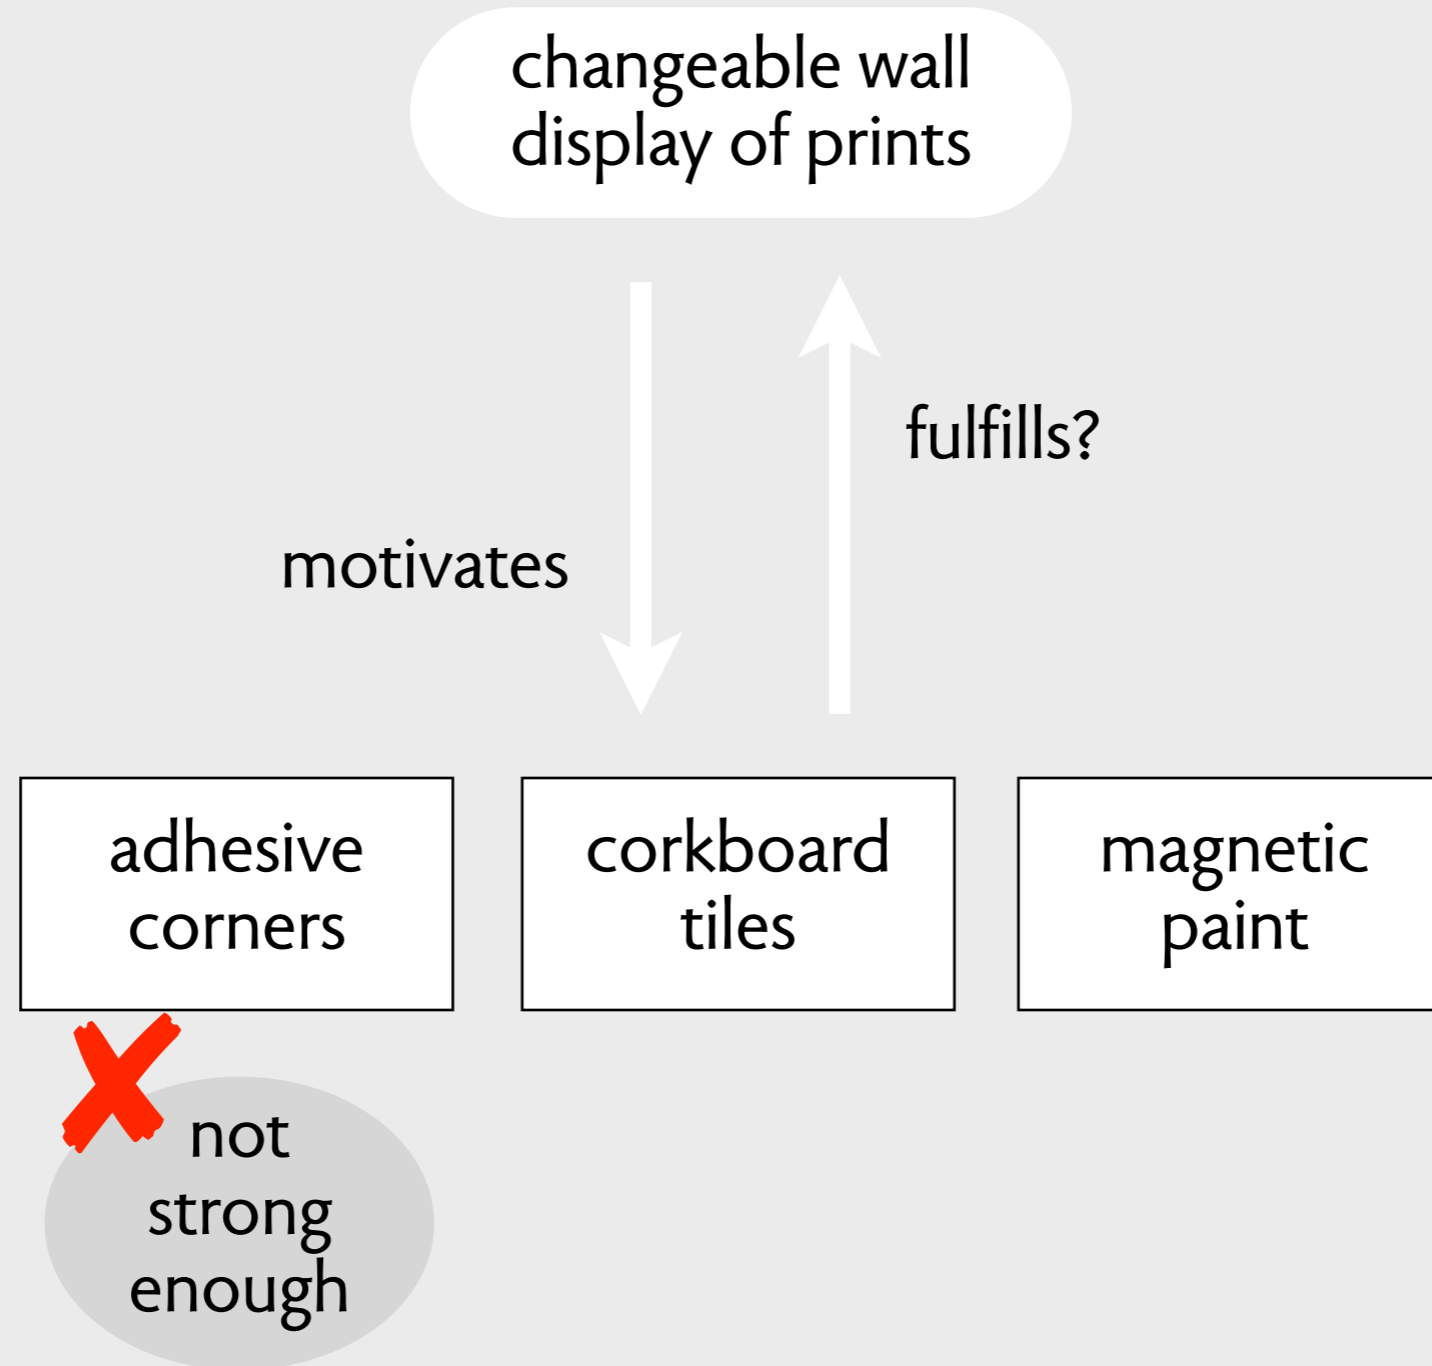 changeable wall
display of prints
fulfills?
motivates
adhesive
corners
corkboard
tiles
magnetic
paint
not
strong
enough